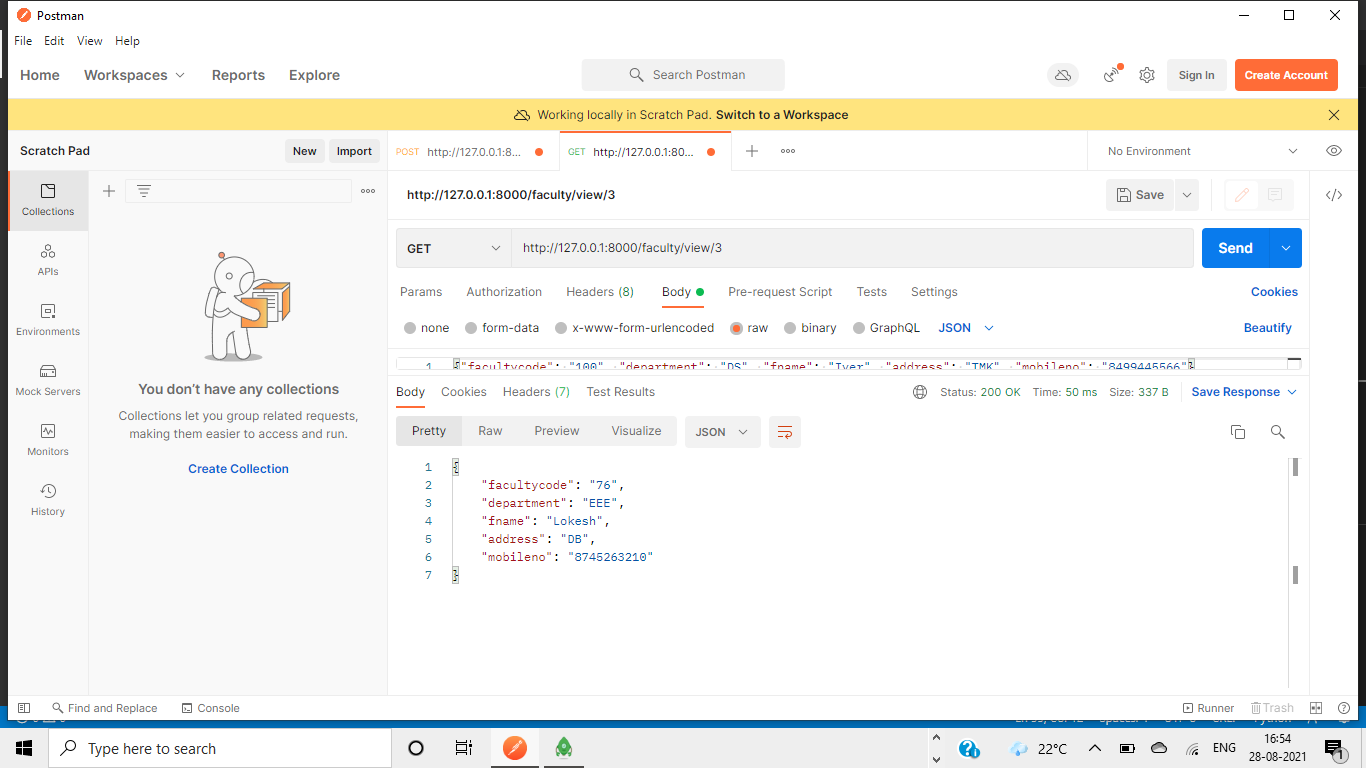 Postman
File Edit View Help
Home Workspaces Reports Explore Search Postman Sign In Create Account
Working locally in Scratch Pad. Switch to a Workspace
Scratch Pad New Import POST http://127.0.0.1:8... GET http://127.0.0.1:80... No Environment
Collections
APIs
Environments
Mock Servers
Monitors
History
You don't have any collections
Collections let you group related requests,
making them easier to access and run.
Create Collection
http://127.0.0.1:8000/faculty/view/3 Save
GET http://127.0.0.1:8000/faculty/view/3 Send
Params Authorization Headers (8) Body Pre-request Script Tests Settings Cookies
none form-data x-www-form-urlencoded raw binary GraphQL JSON Beautify
1 {"facultycode": "100", "department": "DS", "fname": "Iyer", "address": "TMK", "mobileno": "8499445566"}
Body Cookies Headers (7) Test Results Status: 200 OK Time: 50 ms Size: 337 B Save Response
Pretty Raw Preview Visualize JSON
1 {
2 "facultycode": "76",
3 "department": "EEE",
4 "fname": "Lokesh",
5 "address": "DB",
6 "mobileno": "8745263210"
7 }
Find and Replace Console Runner Trash
Type here to search 22°C ENG 16:54
28-08-2021 1